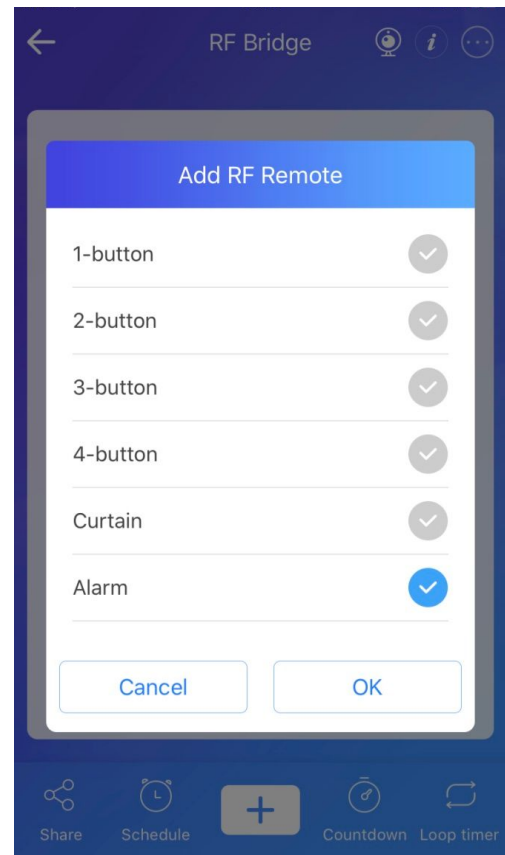 RF Bridge
Add RF Remote
1-button
2-button
3-button
4-button
Curtain
Alarm
Cancel OK
Share Schedule Countdown Loop timer